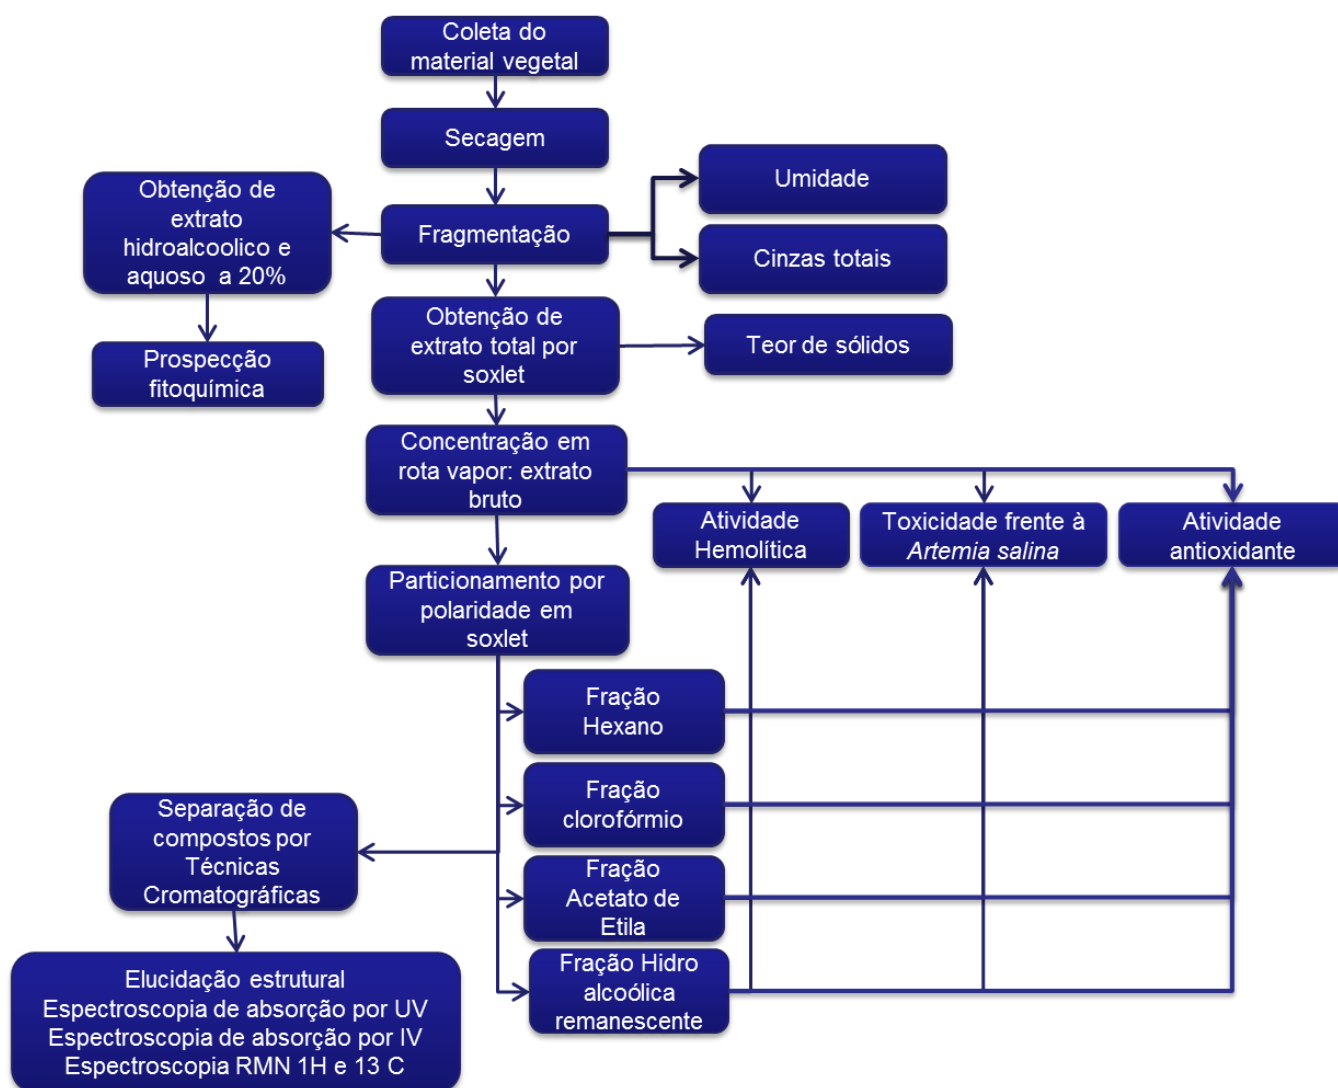 Coleta do
material vegetal
Secagem
Umidade
Obtenção de
extrato
hidroalcoolico e
aquoso a 20%
Fragmentação
Cinzas totais
Obtenção de
extrato total por
soxlet
Teor de sólidos
Prospecção
fitoquímica
Concentração em
rota vapor: extrato
bruto
Atividade
Hemolítica
Toxicidade frente à
Artemia salina
Atividade
antioxidante
Particionamento por
polaridade em
soxlet
Fração
Hexano
Fração
clorofórmio
Separação de
compostos por
Técnicas
Cromatográficas
Fração
Acetato de
Etila
Fração Hidro
alcoólica
remanescente
Elucidação estrutural
Espectroscopia de absorção por UV
Espectroscopia de absorção por IV
Espectroscopia RMN 1H e 13 C